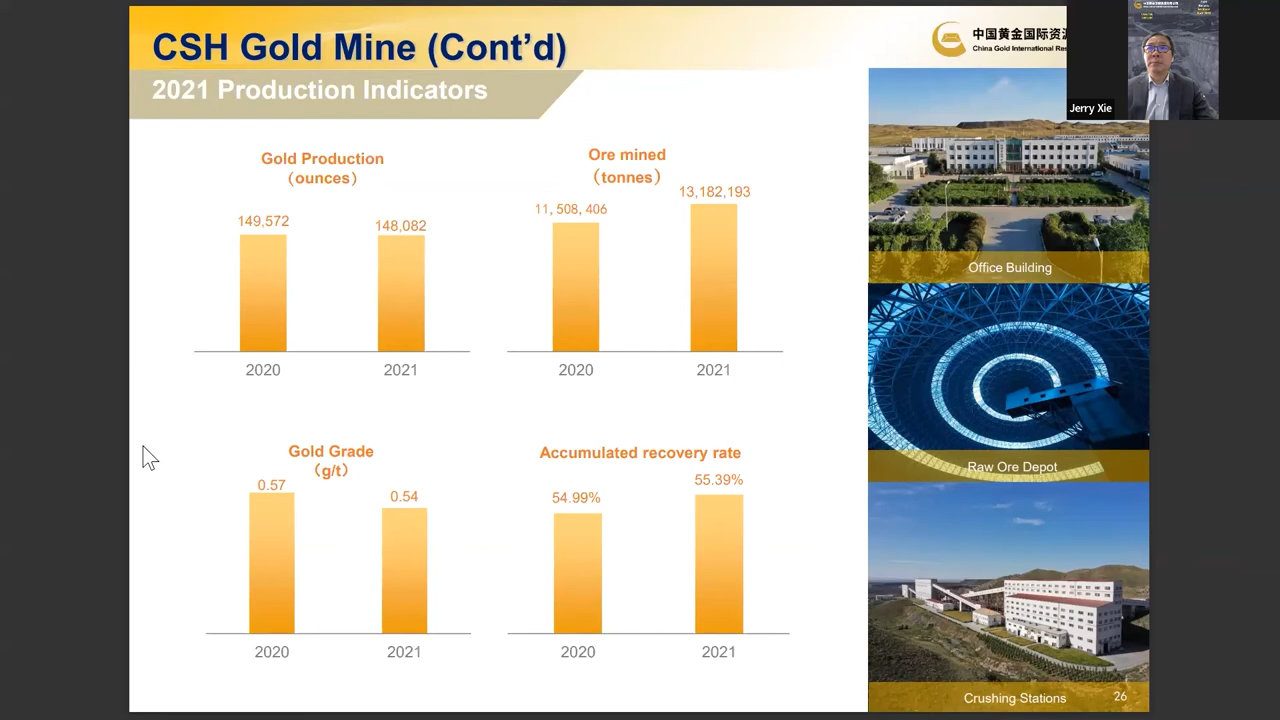 CSH Gold Mine (Cont’d)
中国黄金国际资
China Gold International Re
2021 Production Indicators
Jerry Xie
Gold Production
（ounces）
149,572
148,082
2020
2021
Ore mined
（tonnes）
11,508,406
13,182,193
2020
2021
Gold Grade
（g/t）
0.57
0.54
2020
2021
Accumulated recovery rate
54.99%
55.39%
2020
2021
Office Building
Raw Ore Depot
Crushing Stations
26